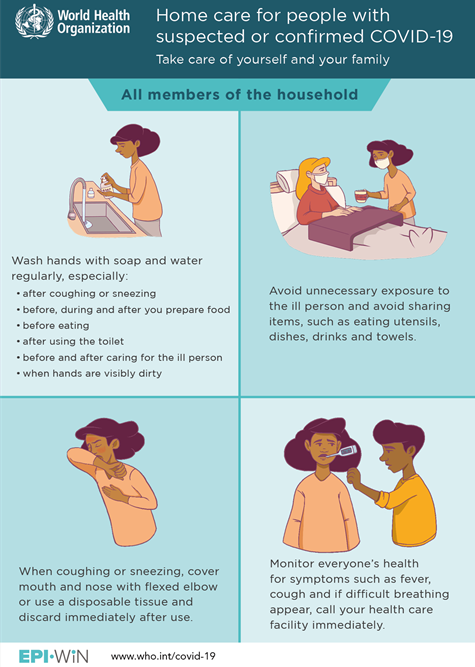 World Health
Organization
Home care for people with
suspected or confirmed COVID-19
Take care of yourself and your family
All members of the household
Wash hands with soap and water
regularly, especially:
• after coughing or sneezing
• before, during and after you prepare food
• before eating
• after using the toilet
• before and after caring for the ill person
• when hands are visibly dirty
Avoid unnecessary exposure to
the ill person and avoid sharing
items, such as eating utensils,
dishes, drinks and towels.
When coughing or sneezing, cover
mouth and nose with flexed elbow
or use a disposable tissue and
discard immediately after use.
Monitor everyone’s health
for symptoms such as fever,
cough and if difficult breathing
appear, call your health care
facility immediately.
EPI•WiN
www.who.int/covid-19